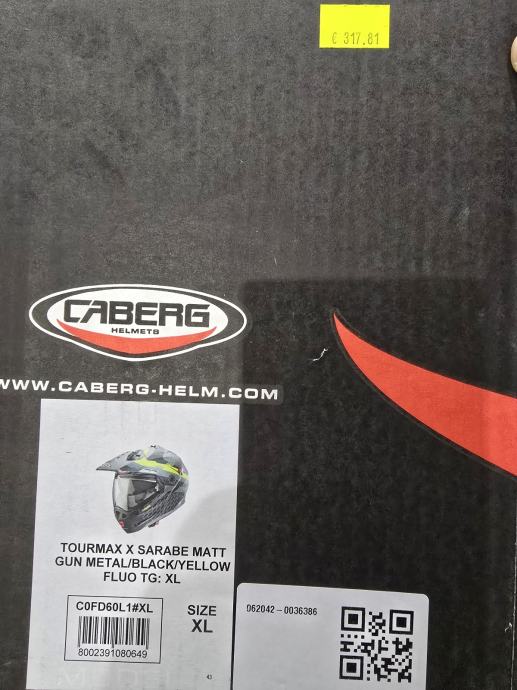 € 317.81
CABERG
HELMETS
WWW.CABERG-HELM.COM
TOURMAX X SARABE MATT
GUN METAL/BLACK/YELLOW
FLUO TG: XL
C0FD60L1#XL
SIZE
XL
8002391080649
43
062042-0036386